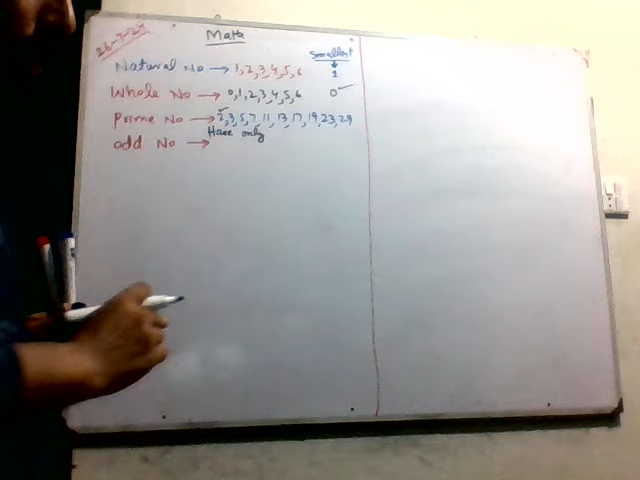 26-7-24
Math
Smallest
Natural No → 1, 2, 3, 4, 5, 6
1
Whole No → 0, 1, 2, 3, 4, 5, 6
0
Prime No → 2, 3, 5, 7, 11, 13, 17, 19, 23, 29
Have only
odd No →